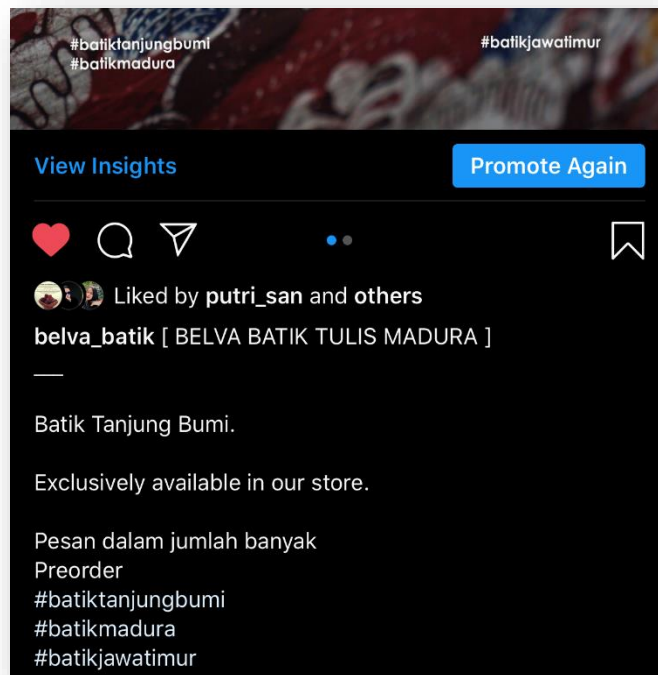 #batiktanjungbumi
#batikmadura
#batikjawatimur
View Insights
Promote Again
Liked by putri_san and others
belva_batik [ BELVA BATIK TULIS MADURA ]
Batik Tanjung Bumi.
Exclusively available in our store.
Pesan dalam jumlah banyak
Preorder
#batiktanjungbumi
#batikmadura
#batikjawatimur